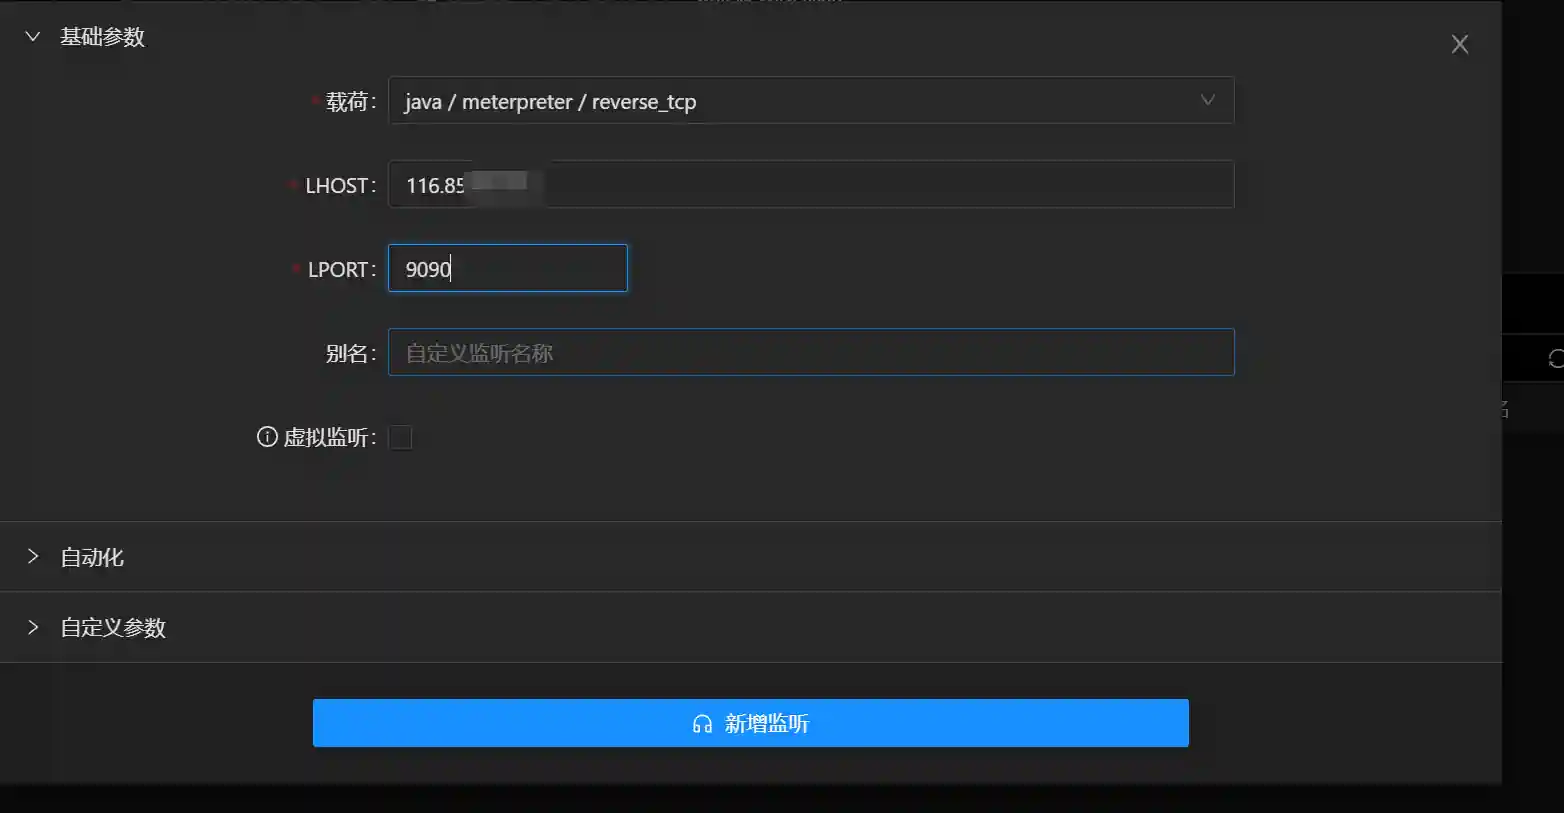 基础参数
* 载荷: java / meterpreter / reverse_tcp
* LHOST: 116.85
* LPORT: 9090
别名: 自定义监听名称
虚拟监听:
自动化
自定义参数
新增监听